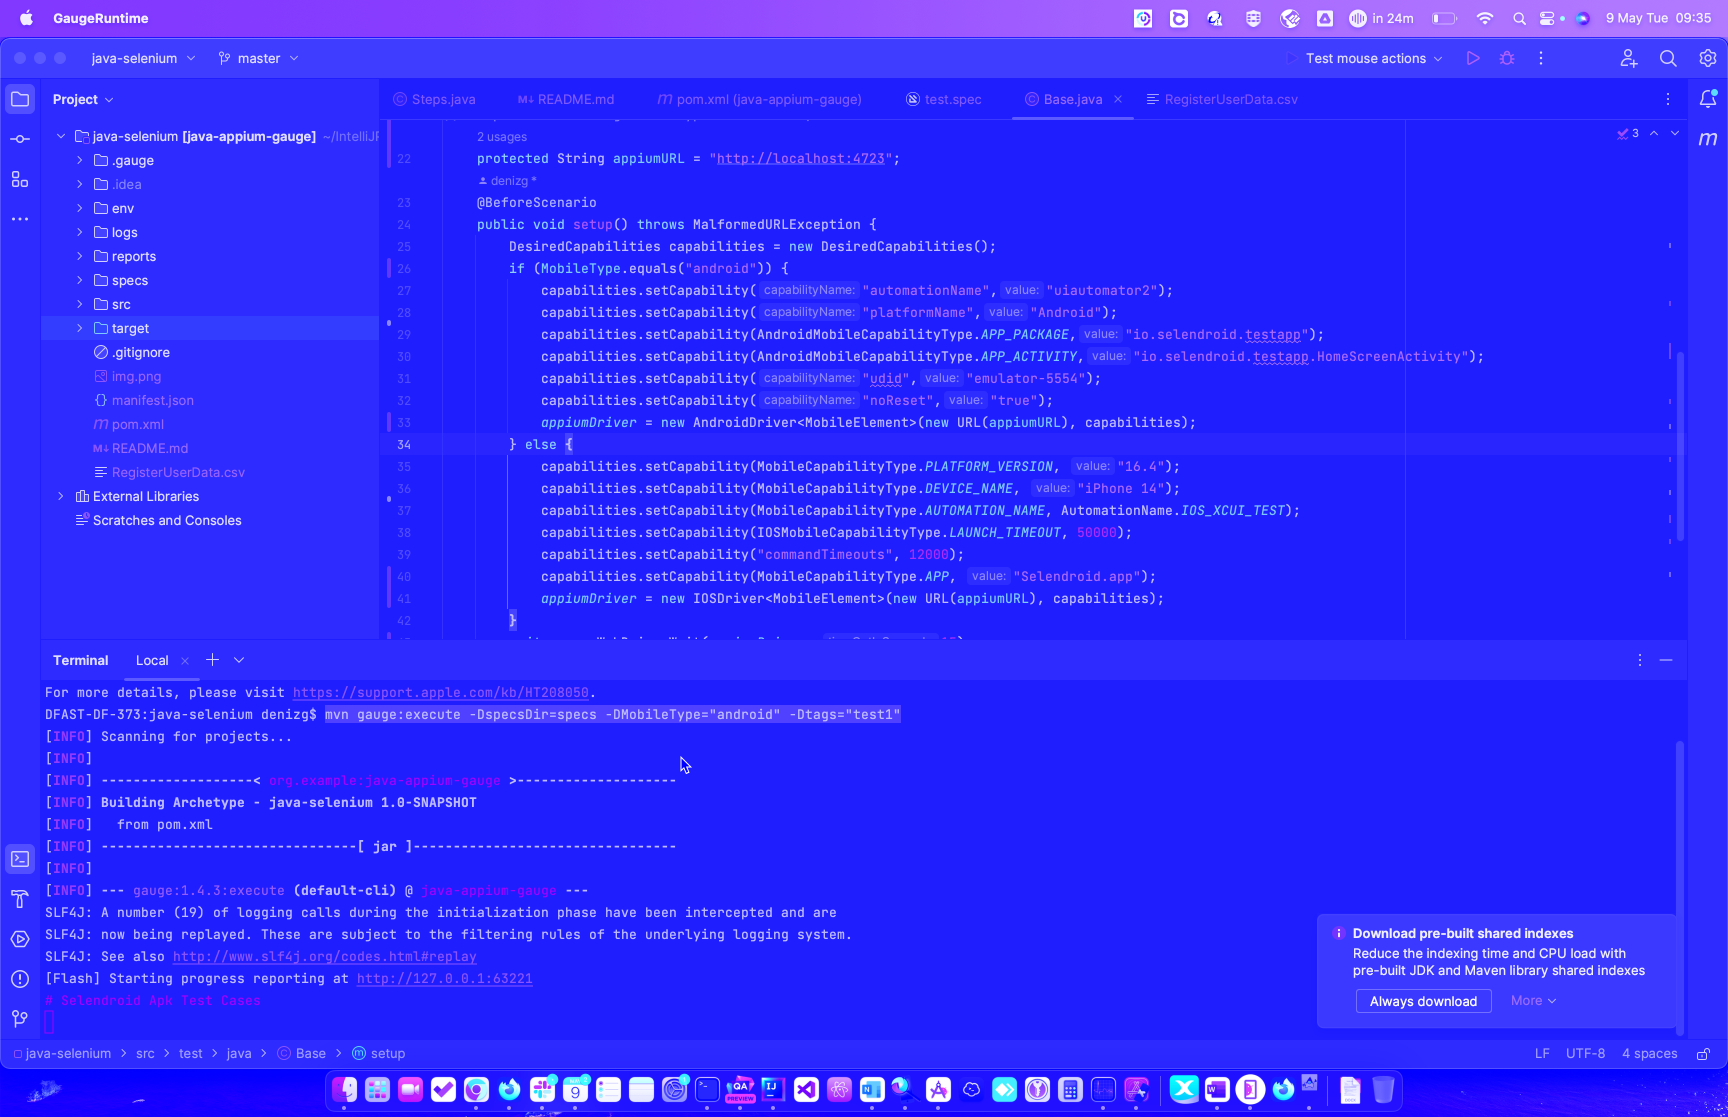 GaugeRuntime
in 24m
9 May Tue 09:35
java-selenium
master
Test mouse actions
Project
Steps.java
M↓ README.md
m pom.xml (java-appium-gauge)
test.spec
Base.java
RegisterUserData.csv
java-selenium [java-appium-gauge] ~/IntelliJF
.gauge
.idea
env
logs
reports
specs
src
target
.gitignore
img.png
manifest.json
m pom.xml
M↓ README.md
RegisterUserData.csv
External Libraries
Scratches and Consoles
3
2 usages
22 protected String appiumURL = "http://localhost:4723";
denizg *
23 @BeforeScenario
24 public void setup() throws MalformedURLException {
25 DesiredCapabilities capabilities = new DesiredCapabilities();
26 if (MobileType.equals("android")) {
27 capabilities.setCapability( capabilityName: "automationName", value: "uiautomator2");
28 capabilities.setCapability( capabilityName: "platformName", value: "Android");
29 capabilities.setCapability(AndroidMobileCapabilityType.APP_PACKAGE, value: "io.selendroid.testapp");
30 capabilities.setCapability(AndroidMobileCapabilityType.APP_ACTIVITY, value: "io.selendroid.testapp.HomeScreenActivity");
31 capabilities.setCapability( capabilityName: "udid", value: "emulator-5554");
32 capabilities.setCapability( capabilityName: "noReset", value: "true");
33 appiumDriver = new AndroidDriver<MobileElement>(new URL(appiumURL), capabilities);
34 } else {
35 capabilities.setCapability(MobileCapabilityType.PLATFORM_VERSION, value: "16.4");
36 capabilities.setCapability(MobileCapabilityType.DEVICE_NAME, value: "iPhone 14");
37 capabilities.setCapability(MobileCapabilityType.AUTOMATION_NAME, AutomationName.IOS_XCUI_TEST);
38 capabilities.setCapability(IOSMobileCapabilityType.LAUNCH_TIMEOUT, 50000);
39 capabilities.setCapability("commandTimeouts", 12000);
40 capabilities.setCapability(MobileCapabilityType.APP, value: "Selendroid.app");
41 appiumDriver = new IOSDriver<MobileElement>(new URL(appiumURL), capabilities);
42 }
Terminal
Local
For more details, please visit https://support.apple.com/kb/HT208050.
DFAST-DF-373:java-selenium denizg$ mvn gauge:execute -DspecsDir=specs -DMobileType="android" -Dtags="test1"
[INFO] Scanning for projects...
[INFO]
[INFO] -------------------< org.example:java-appium-gauge >--------------------
[INFO] Building Archetype - java-selenium 1.0-SNAPSHOT
[INFO]   from pom.xml
[INFO] --------------------------------[ jar ]---------------------------------
[INFO]
[INFO] --- gauge:1.4.3:execute (default-cli) @ java-appium-gauge ---
SLF4J: A number (19) of logging calls during the initialization phase have been intercepted and are
SLF4J: now being replayed. These are subject to the filtering rules of the underlying logging system.
SLF4J: See also http://www.slf4j.org/codes.html#replay
[Flash] Starting progress reporting at http://127.0.0.1:63221
# Selendroid Apk Test Cases
Download pre-built shared indexes
Reduce the indexing time and CPU load with
pre-built JDK and Maven library shared indexes
Always download
More
java-selenium > src > test > java > Base > setup
LF UTF-8 4 spaces
9
QA
PREVIEW
IJ